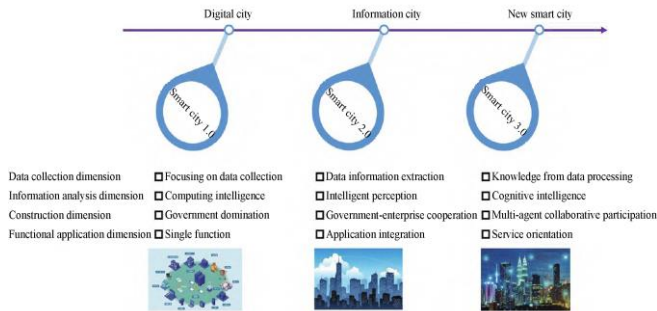 Digital city Information city New smart city
Smart city 1.0 Smart city 2.0 Smart city 3.0
Data collection dimension Focusing on data collection Data information extraction Knowledge from data processing
Information analysis dimension Computing intelligence Intelligent perception Cognitive intelligence
Construction dimension Government domination Government-enterprise cooperation Multi-agent collaborative participation
Functional application dimension Single function Application integration Service orientation